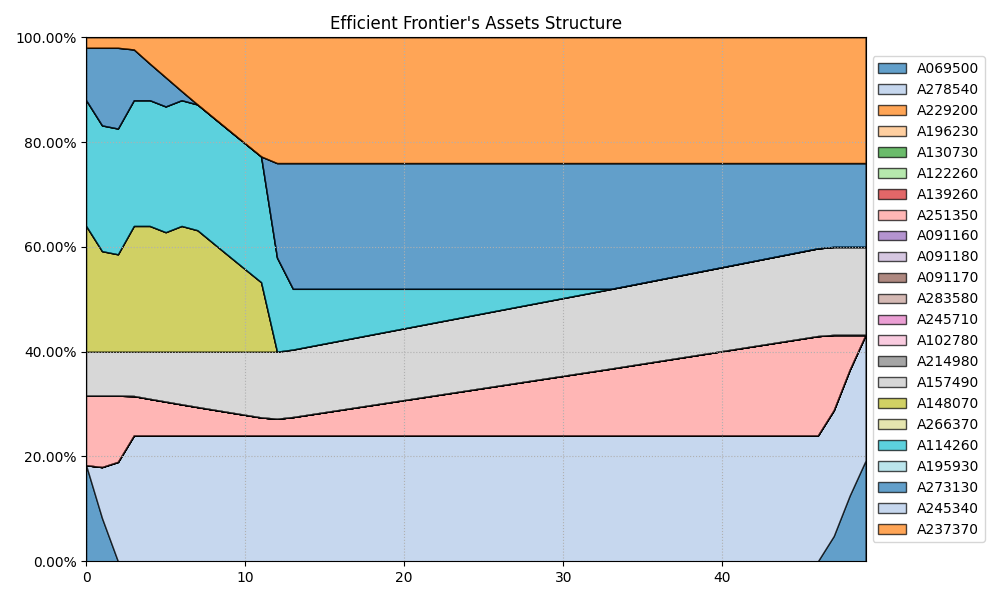 Efficient Frontier's Assets Structure
100.00%
80.00%
60.00%
40.00%
20.00%
0.00%
0
10
20
30
40
A069500
A278540
A229200
A196230
A130730
A122260
A139260
A251350
A091160
A091180
A091170
A283580
A245710
A102780
A214980
A157490
A148070
A266370
A114260
A195930
A273130
A245340
A237370